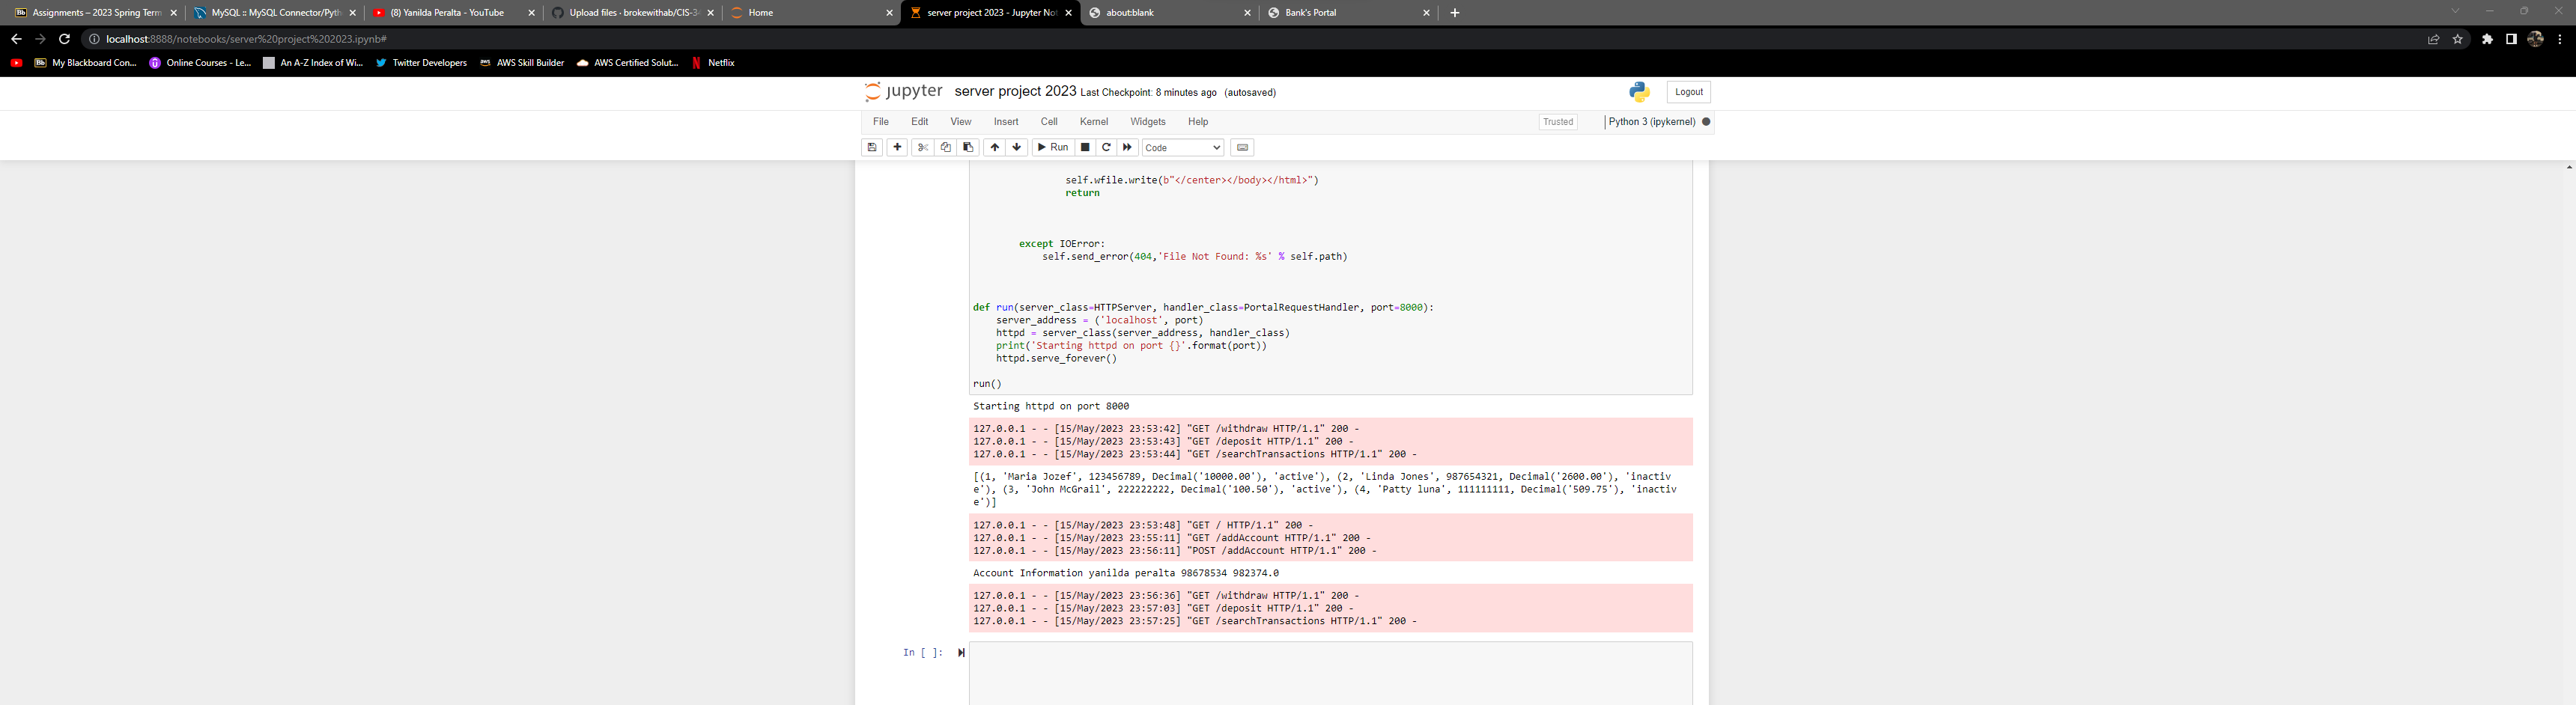 Assignments – 2023 Spring Term
MySQL :: MySQL Connector/Pyth
(8) Yanilda Peralta - YouTube
Upload files · brokewithab/CIS-34
Home
server project 2023 - Jupyter Not
about:blank
Bank's Portal
localhost:8888/notebooks/server%20project%202023.ipynb#
Bb My Blackboard Con...
Online Courses - Le...
An A-Z Index of Wi...
Twitter Developers
AWS Skill Builder
AWS Certified Solut...
Netflix
jupyter server project 2023 Last Checkpoint: 8 minutes ago (autosaved)
Logout
File Edit View Insert Cell Kernel Widgets Help
Trusted
Python 3 (ipykernel)
Run
Code
self.wfile.write(b"</center></body></html>")
return
except IOError:
self.send_error(404,'File Not Found: %s' % self.path)
def run(server_class=HTTPServer, handler_class=PortalRequestHandler, port=8000):
server_address = ('localhost', port)
httpd = server_class(server_address, handler_class)
print('Starting httpd on port {}'.format(port))
httpd.serve_forever()
run()
Starting httpd on port 8000
127.0.0.1 - - [15/May/2023 23:53:42] "GET /withdraw HTTP/1.1" 200 -
127.0.0.1 - - [15/May/2023 23:53:43] "GET /deposit HTTP/1.1" 200 -
127.0.0.1 - - [15/May/2023 23:53:44] "GET /searchTransactions HTTP/1.1" 200 -
[(1, 'Maria Jozef', 123456789, Decimal('10000.00'), 'active'), (2, 'Linda Jones', 987654321, Decimal('2600.00'), 'inactiv
e'), (3, 'John McGrail', 222222222, Decimal('100.50'), 'active'), (4, 'Patty luna', 111111111, Decimal('509.75'), 'inactiv
e')]
127.0.0.1 - - [15/May/2023 23:53:48] "GET / HTTP/1.1" 200 -
127.0.0.1 - - [15/May/2023 23:55:11] "GET /addAccount HTTP/1.1" 200 -
127.0.0.1 - - [15/May/2023 23:56:11] "POST /addAccount HTTP/1.1" 200 -
Account Information yanilda peralta 98678534 982374.0
127.0.0.1 - - [15/May/2023 23:56:36] "GET /withdraw HTTP/1.1" 200 -
127.0.0.1 - - [15/May/2023 23:57:03] "GET /deposit HTTP/1.1" 200 -
127.0.0.1 - - [15/May/2023 23:57:25] "GET /searchTransactions HTTP/1.1" 200 -
In [ ]: